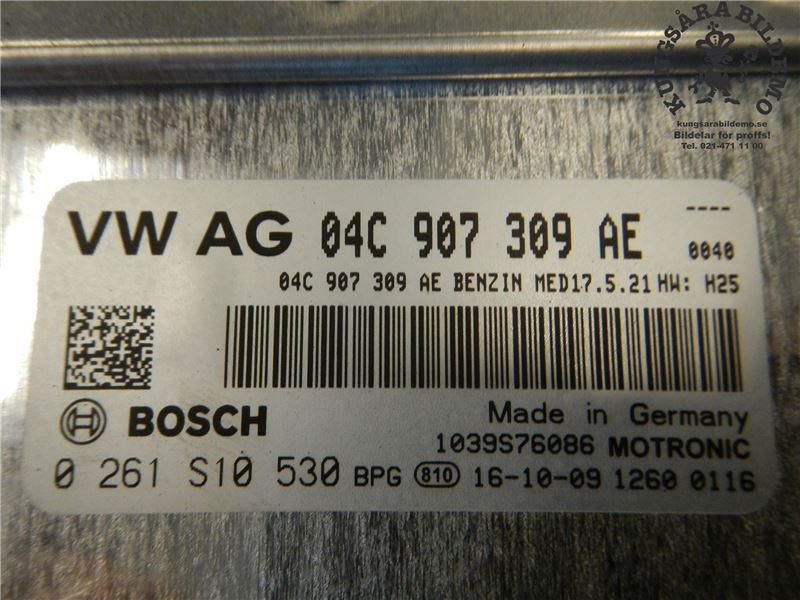 KUNGSÅRA BILDEMO
kungsarabildemo.se
Bildelar för proffs!
Tel. 021-471 11 00
VW AG 04C 907 309 AE ----
0040
04C 907 309 AE BENZIN MED17.5.21 HW: H25
BOSCH
Made in Germany
1039S76086 MOTRONIC
0 261 S10 530 BPG 810 16-10-09 1260 0116